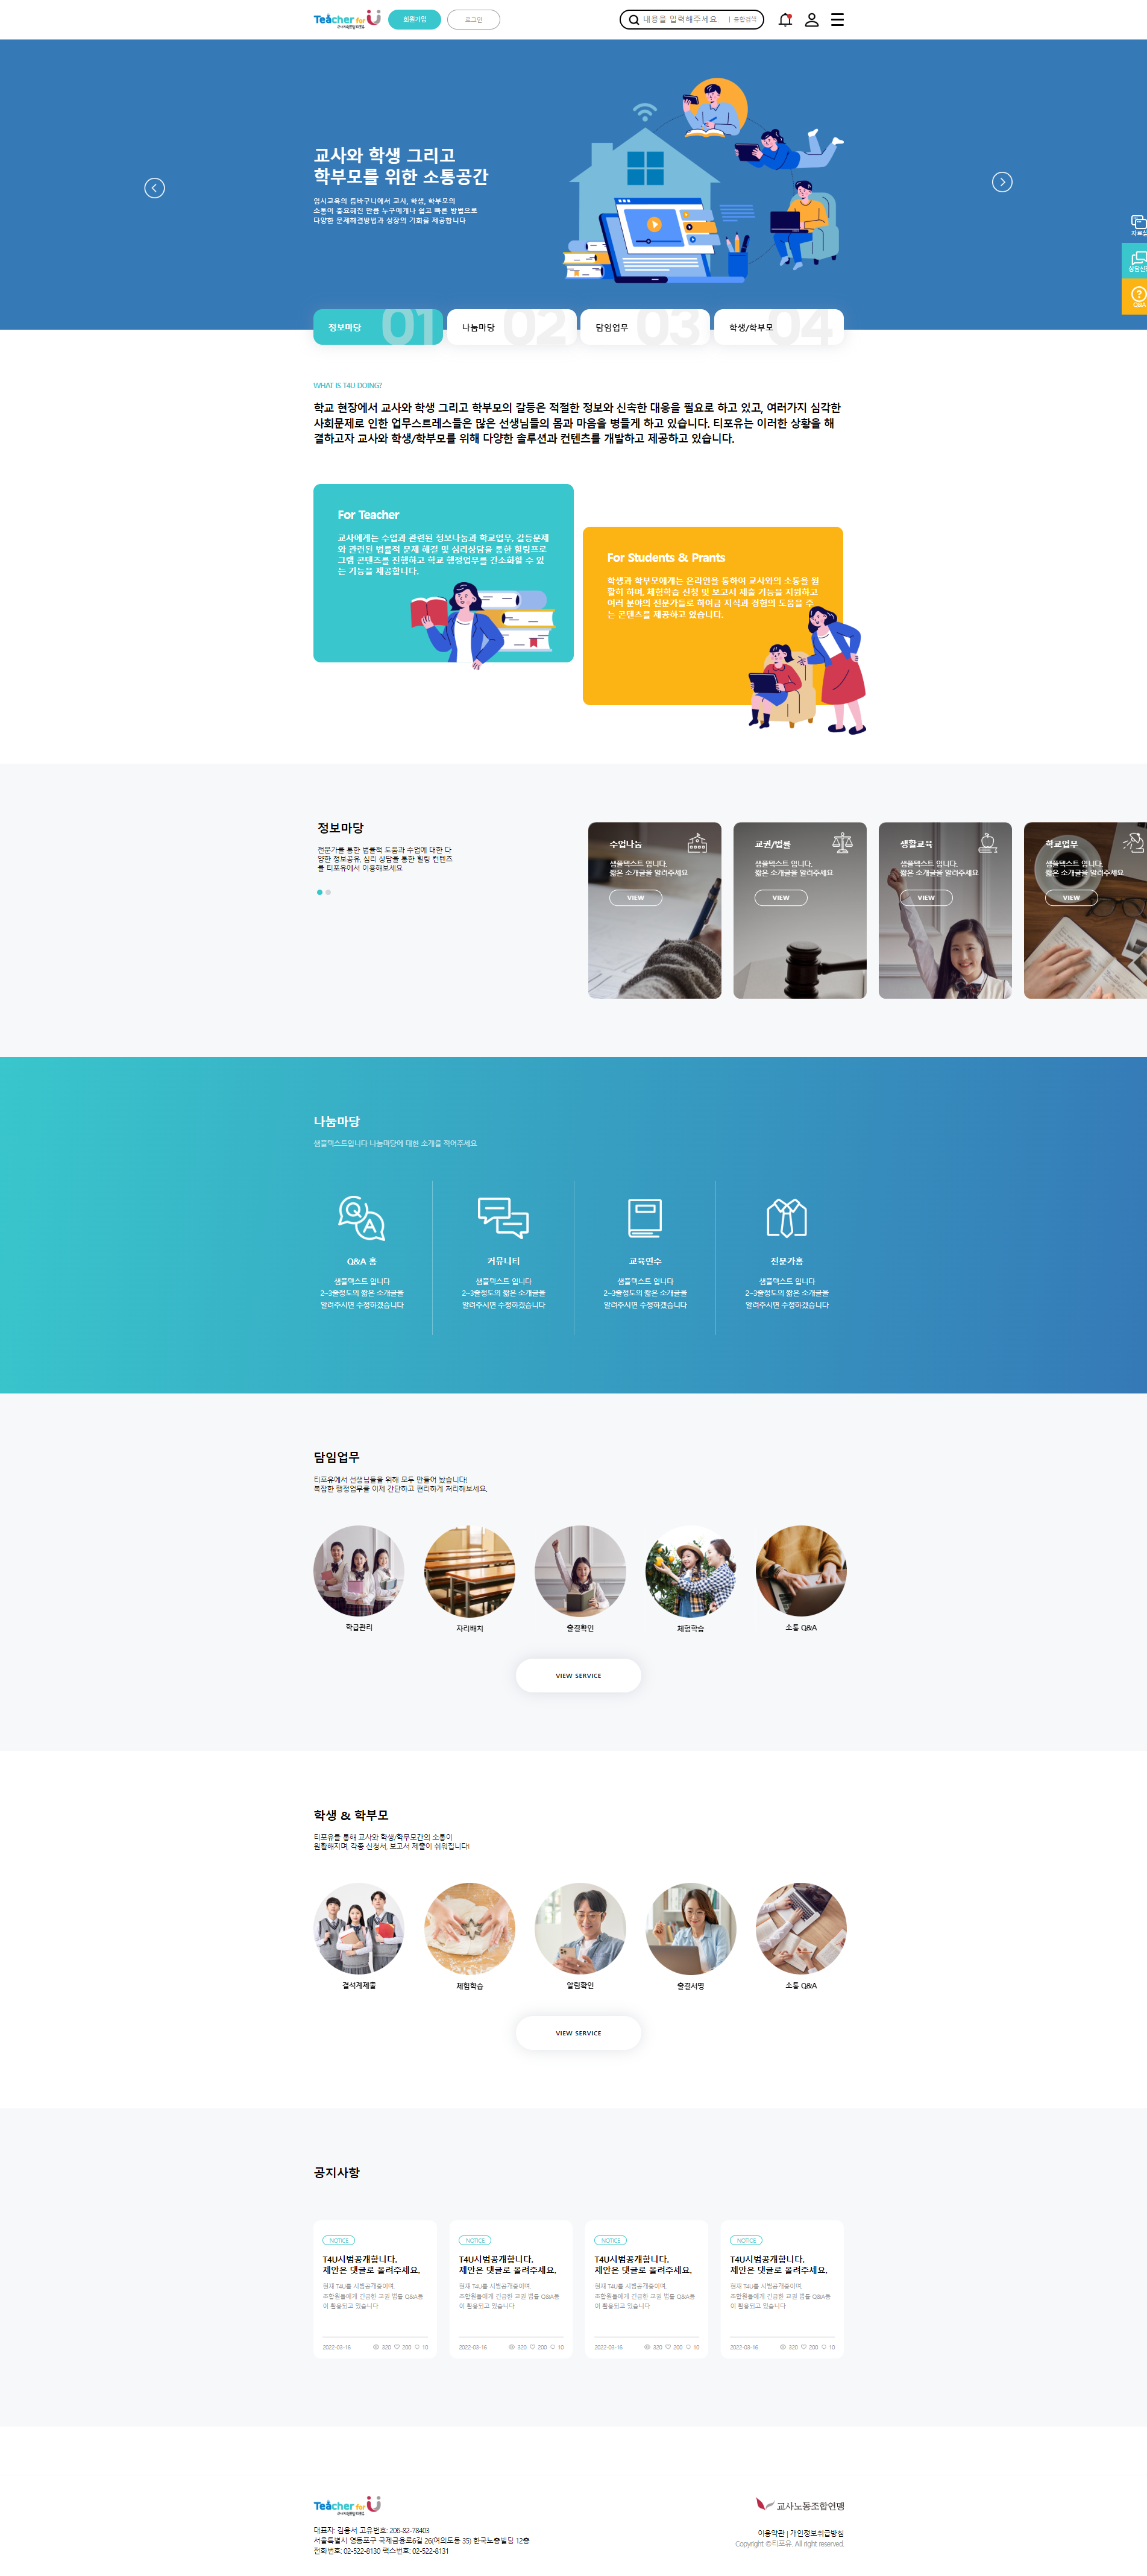 Teacher for U
교사지원연합 티포유
회원가입
로그인
내용을 입력해주세요.
| 통합검색
교사와 학생 그리고
학부모를 위한 소통공간
입시교육의 틈바구니에서 교사, 학생, 학부모의
소통이 중요해진 만큼 누구에게나 쉽고 빠른 방법으로
다양한 문제해결방법과 성장의 기회를 제공합니다
자료실
상담신
Q&A
정보마당
01
나눔마당
02
담임업무
03
학생/학부모
04
WHAT IS T4U DOING?
학교 현장에서 교사와 학생 그리고 학부모의 갈등은 적절한 정보와 신속한 대응을 필요로 하고 있고, 여러가지 심각한
사회문제로 인한 업무스트레스들은 많은 선생님들의 몸과 마음을 병들게 하고 있습니다. 티포유는 이러한 상황을 해
결하고자 교사와 학생/학부모를 위해 다양한 솔루션과 컨텐츠를 개발하고 제공하고 있습니다.
For Teacher
교사에게는 수업과 관련된 정보나눔과 학교업무, 갈등문제
와 관련된 법률적 문제 해결 및 심리상담을 통한 힐링프로
그램 콘텐츠를 진행하고 학교 행정업무를 간소화할 수 있
는 기능을 제공합니다.
For Students & Prants
학생과 학부모에게는 온라인을 통하여 교사와의 소통을 원
활히 하며, 체험학습 신청 및 보고서 제출 기능을 지원하고
여러 분야의 전문가들로 하여금 지식과 경험의 도움을 주
는 콘텐츠를 제공하고 있습니다.
정보마당
전문가를 통한 법률적 도움과 수업에 대한 다
양한 정보공유, 심리 상담을 통한 힐링 컨텐츠
를 티포유에서 이용해보세요
수업나눔
샘플텍스트 입니다.
짧은 소개글을 알려주세요
VIEW
교권/법률
샘플텍스트 입니다.
짧은 소개글을 알려주세요
VIEW
생활교육
샘플텍스트 입니다.
짧은 소개글을 알려주세요
VIEW
학교업무
샘플텍스트 입니다.
짧은 소개글을 알려주세요
VIEW
나눔마당
샘플텍스트입니다 나눔마당에 대한 소개를 적어주세요
Q&A 홈
샘플텍스트 입니다
2~3줄정도의 짧은 소개글을
알려주시면 수정하겠습니다
커뮤니티
샘플텍스트 입니다
2~3줄정도의 짧은 소개글을
알려주시면 수정하겠습니다
교육연수
샘플텍스트 입니다
2~3줄정도의 짧은 소개글을
알려주시면 수정하겠습니다
전문가홈
샘플텍스트 입니다
2~3줄정도의 짧은 소개글을
알려주시면 수정하겠습니다
담임업무
티포유에서 선생님들을 위해 모두 만들어 놨습니다!
복잡한 행정업무를 이제 간단하고 편리하게 처리해보세요.
학급관리
자리배치
출결확인
체험학습
소통 Q&A
VIEW SERVICE
학생 & 학부모
티포유를 통해 교사와 학생/학무모간의 소통이
원활해지며, 각종 신청서, 보고서 제출이 쉬워집니다!
결석계제출
체험학습
알림확인
출결서명
소통 Q&A
VIEW SERVICE
공지사항
NOTICE
T4U시범공개합니다.
제안은 댓글로 올려주세요.
현재 T4U를 시범공개중이며,
조합원들에게 긴급한 교권 법률 Q&A등
이 활용되고 있습니다
2022-03-16
320
200
10
NOTICE
T4U시범공개합니다.
제안은 댓글로 올려주세요.
현재 T4U를 시범공개중이며,
조합원들에게 긴급한 교권 법률 Q&A등
이 활용되고 있습니다
2022-03-16
320
200
10
NOTICE
T4U시범공개합니다.
제안은 댓글로 올려주세요.
현재 T4U를 시범공개중이며,
조합원들에게 긴급한 교권 법률 Q&A등
이 활용되고 있습니다
2022-03-16
320
200
10
NOTICE
T4U시범공개합니다.
제안은 댓글로 올려주세요.
현재 T4U를 시범공개중이며,
조합원들에게 긴급한 교권 법률 Q&A등
이 활용되고 있습니다
2022-03-16
320
200
10
Teacher for U
교사지원연합 티포유
교사노동조합연맹
대표자: 김용서 고유번호: 206-82-78403
서울특별시 영등포구 국제금융로6길 26(여의도동 35) 한국노총빌딩 12층
전화번호: 02-522-8130 팩스번호: 02-522-8131
이용약관 | 개인정보취급방침
Copyright ©티포유. All right reserved.